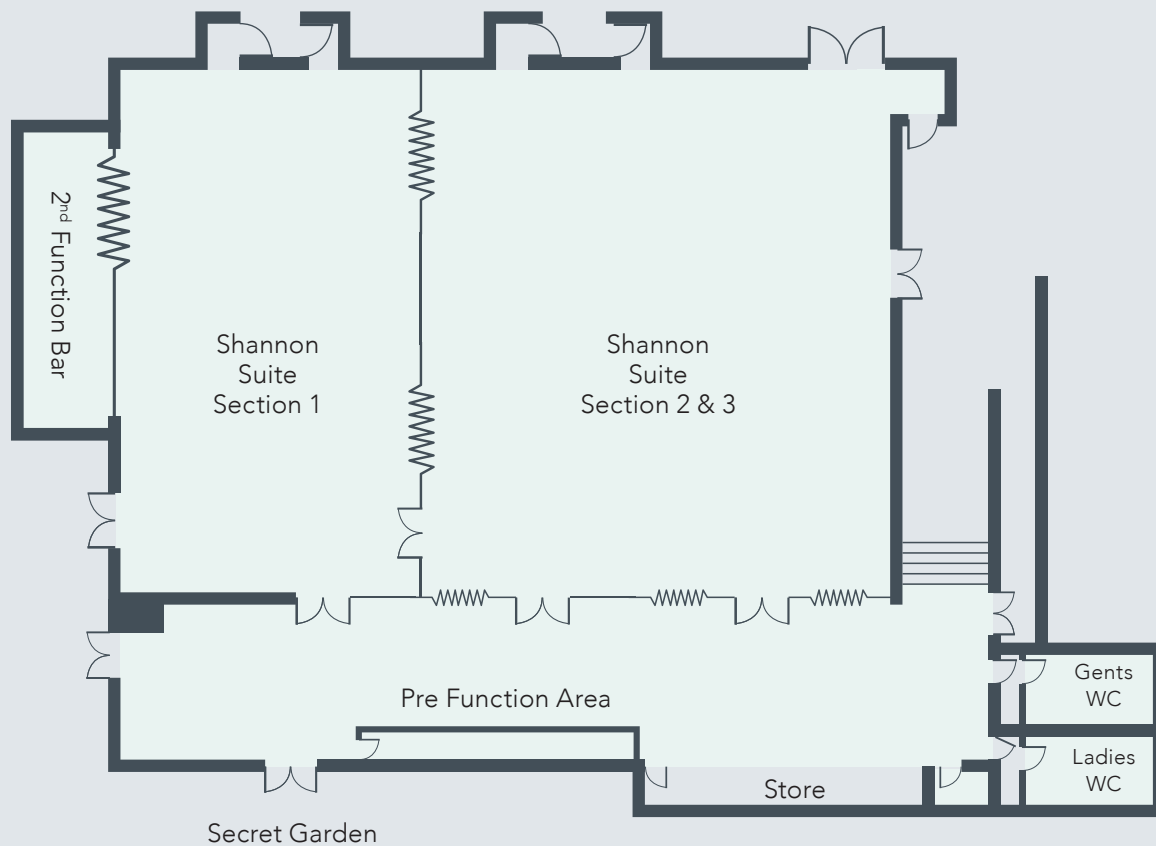 2nd Function Bar
Shannon
Suite
Section 1
Shannon
Suite
Section 2 & 3
Pre Function Area
Gents
WC
Ladies
WC
Store
Secret Garden